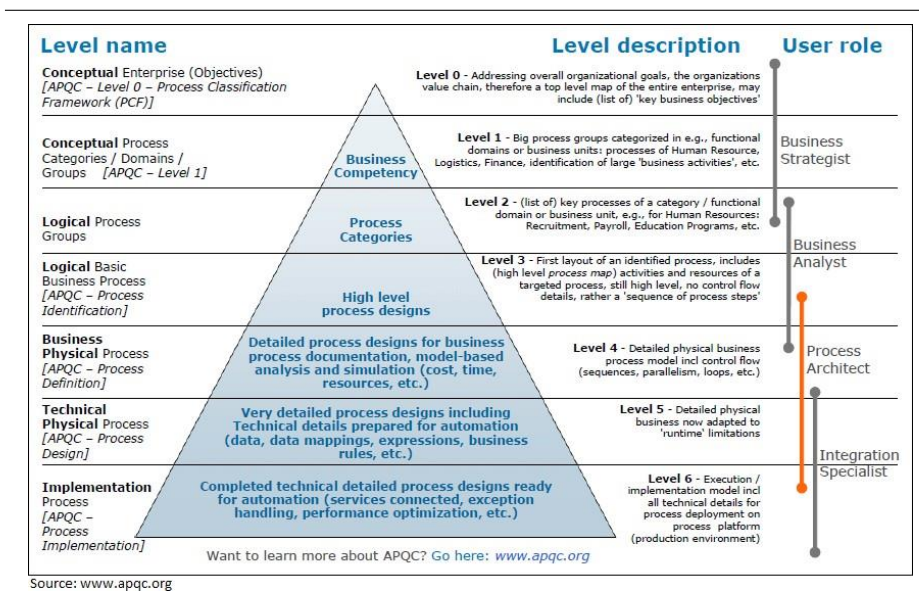 Level name
Level description
User role
Conceptual Enterprise (Objectives)
[APQC – Level 0 – Process Classification
Framework (PCF)]
Level 0 - Addressing overall organizational goals, the organizations
value chain, therefore a top level map of the entire enterprise, may
include (list of) 'key business objectives'
Conceptual Process
Categories / Domains /
Groups [APQC – Level 1]
Business
Competency
Level 1 - Big process groups categorized in e.g., functional
domains or business units: processes of Human Resource,
Logistics, Finance, identification of large 'business activities', etc.
Business
Strategist
Logical Process
Groups
Process
Categories
Level 2 - (list of) key processes of a category / functional
domain or business unit, e.g., for Human Resources:
Recruitment, Payroll, Education Programs, etc.
Business
Analyst
Logical Basic
Business Process
[APQC – Process
Identification]
High level
process designs
Level 3 - First layout of an identified process, includes
(high level process map) activities and resources of a
targeted process, still high level, no control flow
details, rather a 'sequence of process steps'
Business
Physical Process
[APQC – Process
Definition]
Detailed process designs for business
process documentation, model-based
analysis and simulation (cost, time,
resources, etc.)
Level 4 - Detailed physical business
process model incl control flow
(sequences, parallelism, loops, etc.)
Process
Architect
Technical
Physical Process
[APQC – Process
Design]
Very detailed process designs including
Technical details prepared for automation
(data, data mappings, expressions, business
rules, etc.)
Level 5 - Detailed physical
business now adapted to
'runtime' limitations
Integration
Specialist
Implementation
Process
[APQC –
Process
Implementation]
Completed technical detailed process designs ready
for automation (services connected, exception
handling, performance optimization, etc.)
Level 6 - Execution /
implementation model incl
all technical details for
process deployment on
process platform
(production environment)
Want to learn more about APQC? Go here: www.apqc.org
Source: www.apqc.org